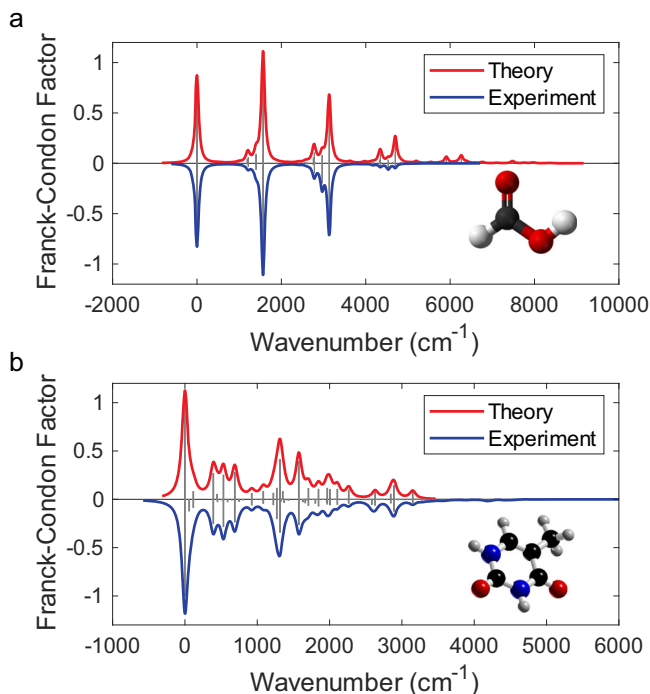 a
Franck-Condon Factor
1
0.5
0
-0.5
-1
Theory
Experiment
-2000 0 2000 4000 6000 8000 10000
Wavenumber (cm⁻¹)
b
Franck-Condon Factor
1
0.5
0
-0.5
-1
Theory
Experiment
-1000 0 1000 2000 3000 4000 5000 6000
Wavenumber (cm⁻¹)